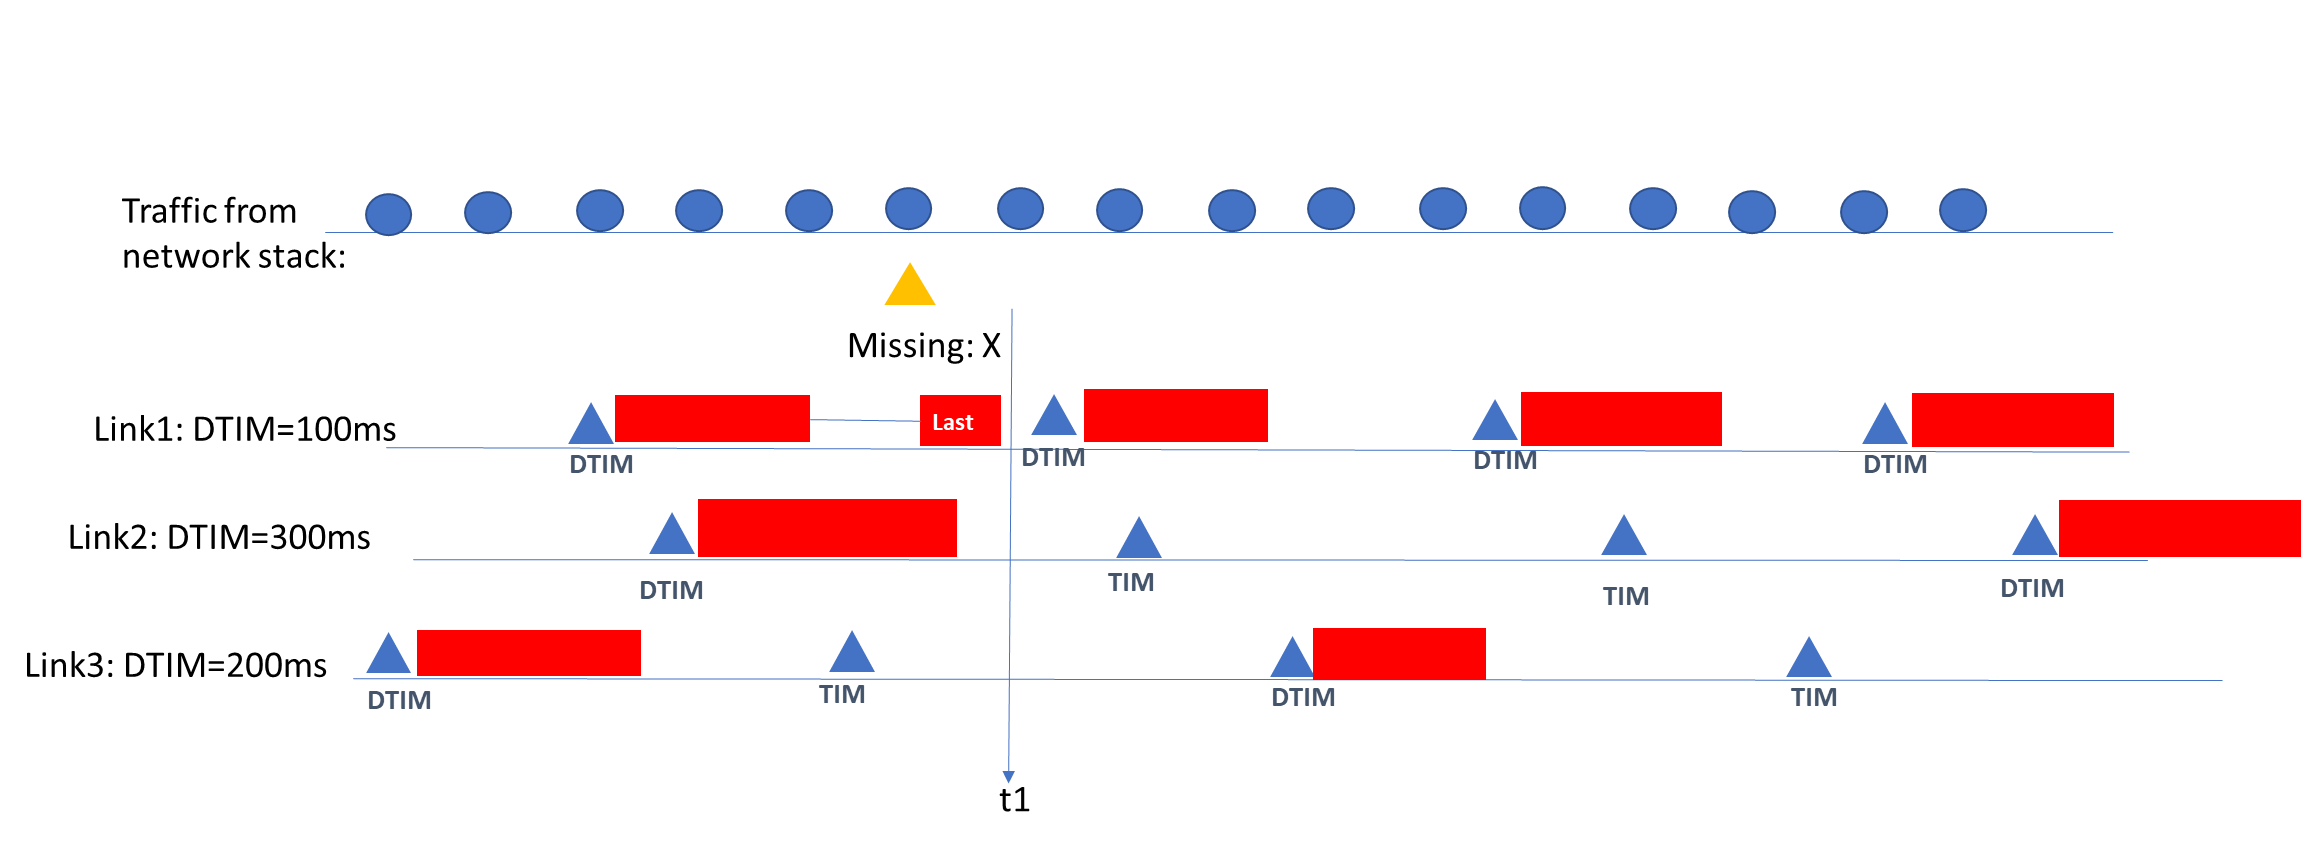 Traffic from
network stack:
Missing: X
Link1: DTIM=100ms
Last
DTIM
DTIM
DTIM
DTIM
Link2: DTIM=300ms
DTIM
TIM
TIM
DTIM
Link3: DTIM=200ms
DTIM
TIM
DTIM
TIM
t1